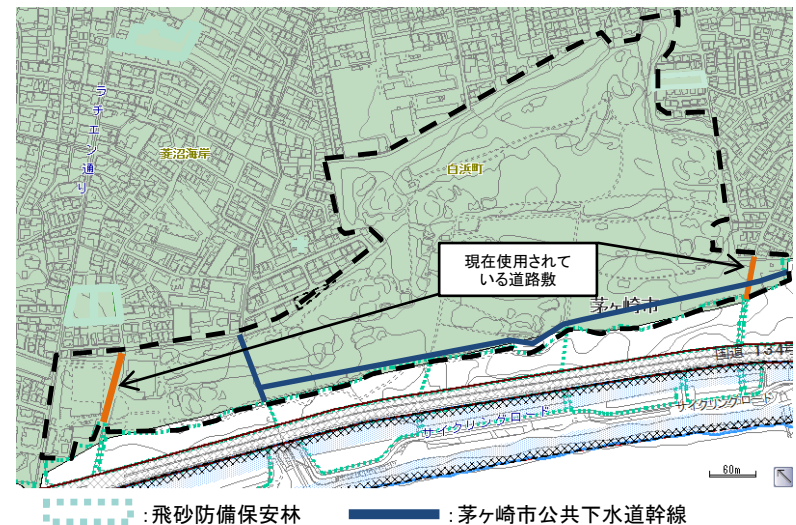 ラチエン通り
菱沼海岸
白浜町
現在使用されて
いる道路敷
茅ヶ崎市
国道 134号
サイクリングロード
サイクリングロード
60m
:飛砂防備保安林
:茅ヶ崎市公共下水道幹線